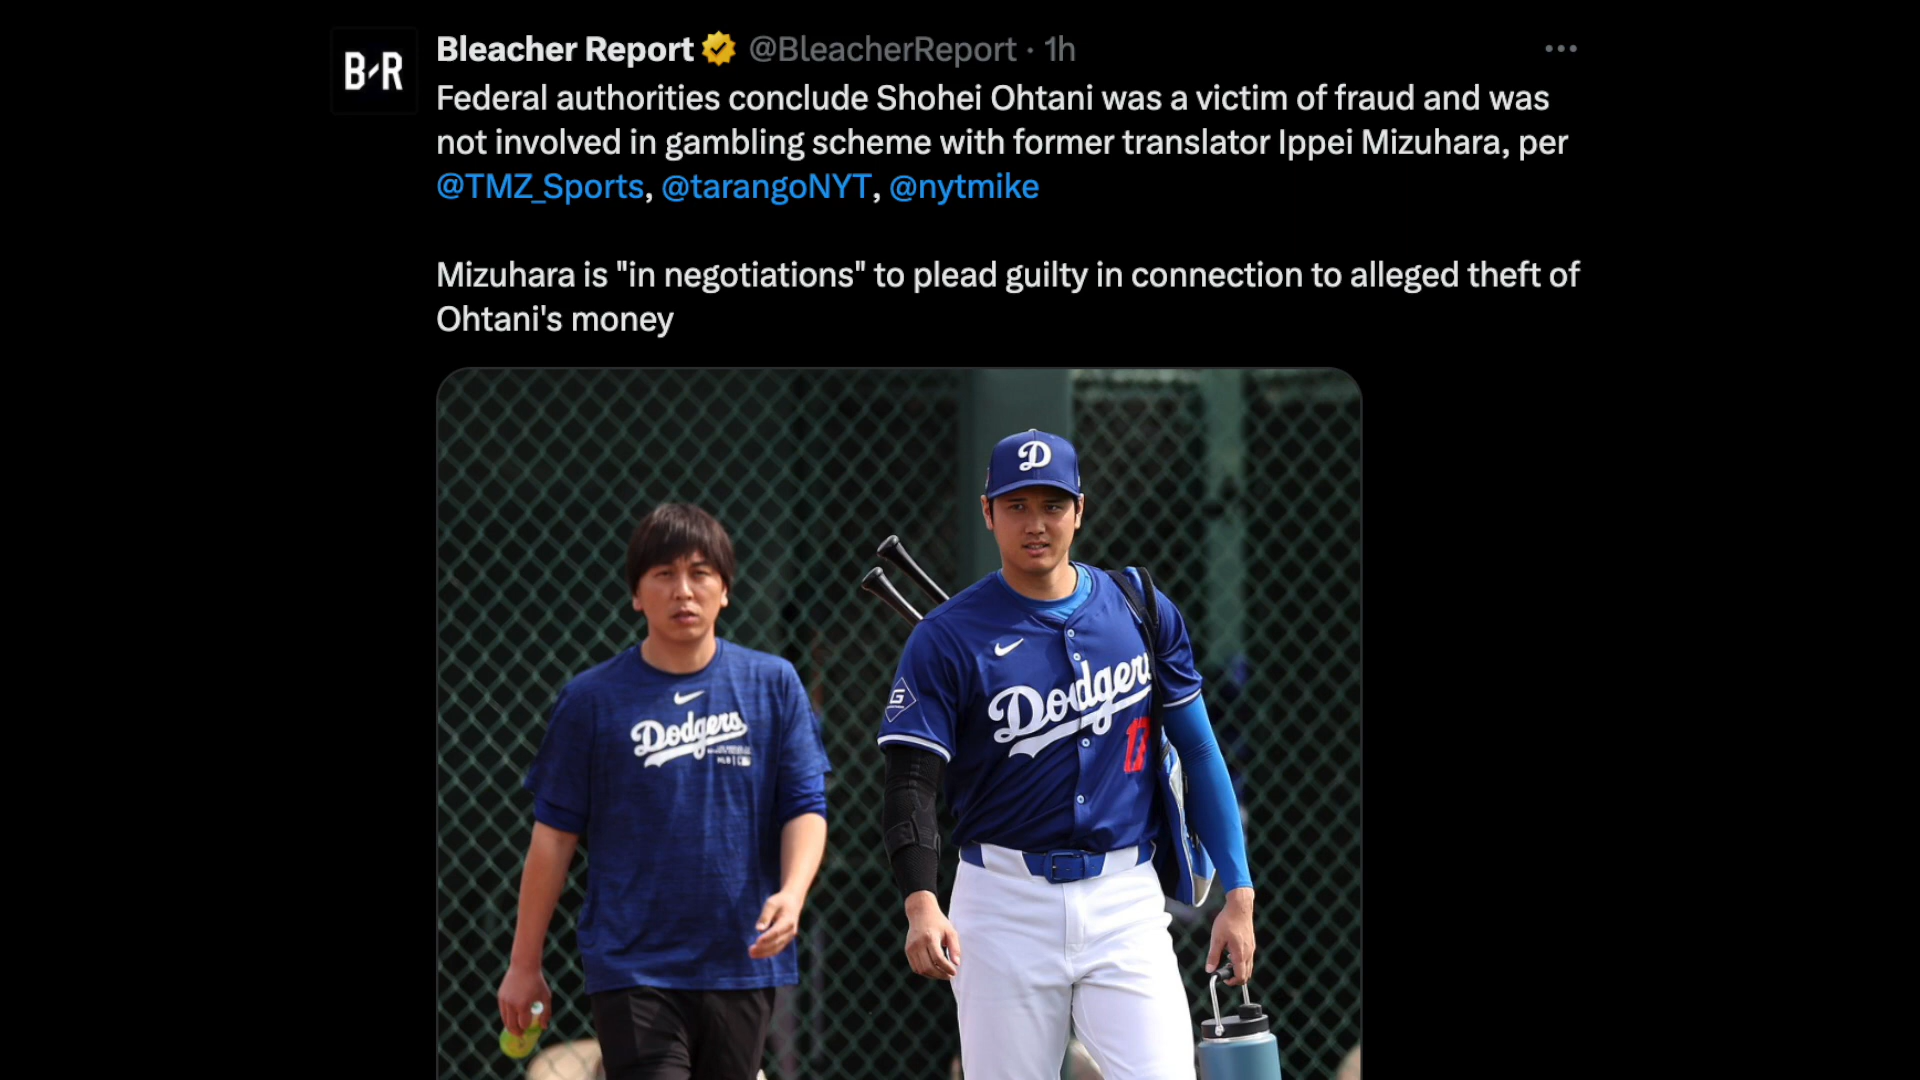 B/R
Bleacher Report @BleacherReport · 1h
Federal authorities conclude Shohei Ohtani was a victim of fraud and was
not involved in gambling scheme with former translator Ippei Mizuhara, per
@TMZ_Sports, @tarangoNYT, @nytmike
Mizuhara is "in negotiations" to plead guilty in connection to alleged theft of
Ohtani's money
D
Dodgers
G
Dodgers
17